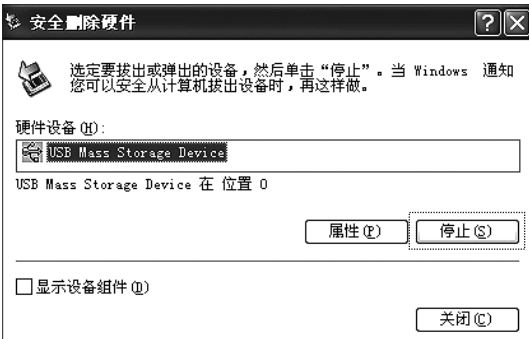 安全删除硬件
选定要拔出或弹出的设备，然后单击“停止”。当 Windows 通知
您可以安全从计算机拔出设备时，再这样做。
硬件设备(H):
USB Mass Storage Device
USB Mass Storage Device 在 位置 0
属性(P) 停止(S)
显示设备组件(D)
关闭(C)